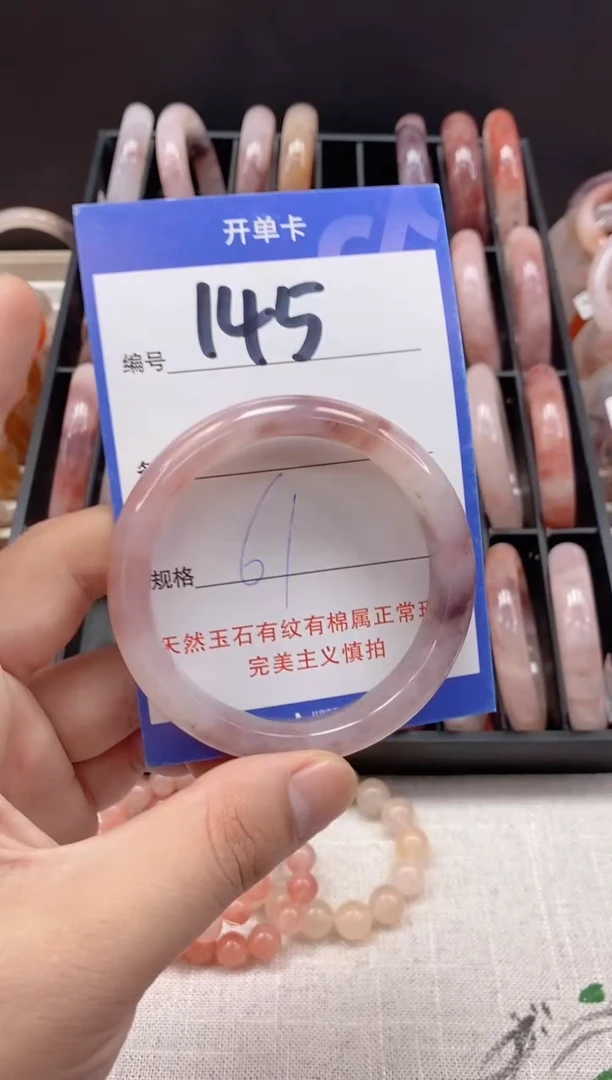 开单卡
编号 145
规格 61
天然玉石有纹有棉属正常现
完美主义慎拍